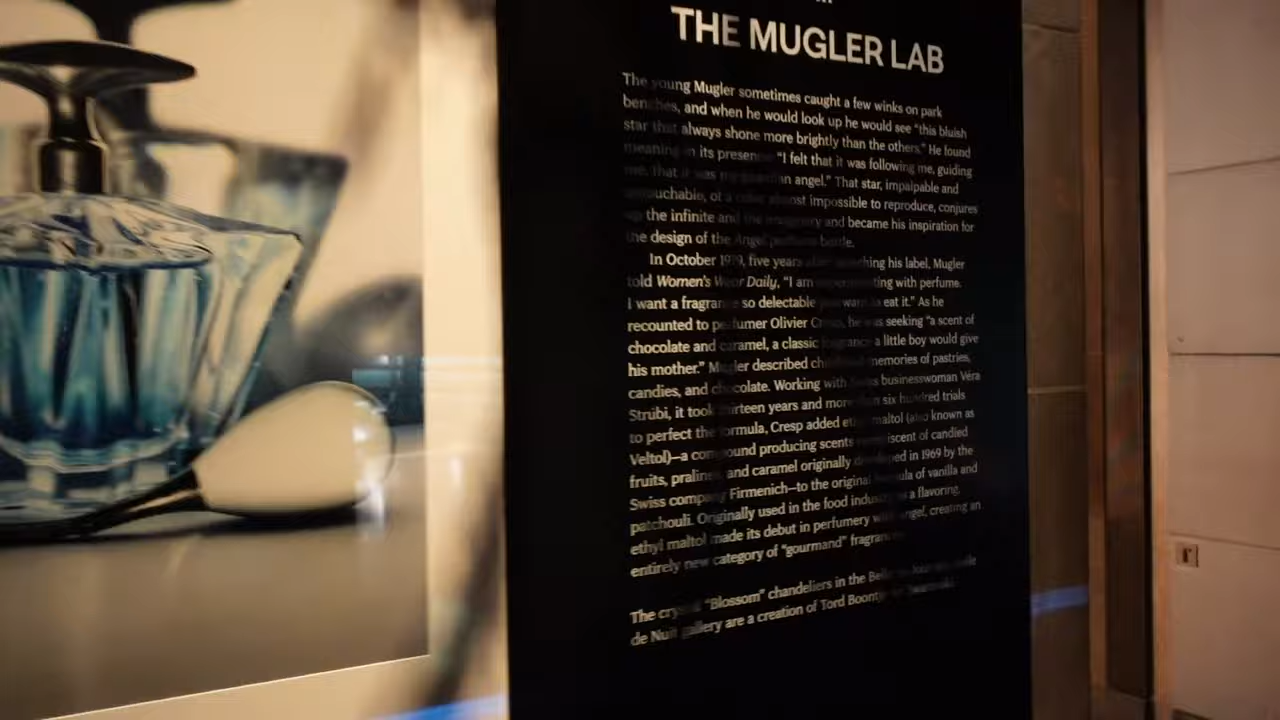 THE MUGLER LAB
The young Mugler sometimes caught a few winks on park
benches, and when he would look up he would see "this bluish
star that always shone more brightly than the others." He found
meaning in its presence. "I felt that it was following me, guiding
me. That it was my guardian angel." That star, impalpable and
untouchable, of a color almost impossible to reproduce, conjures
up the infinite and the imaginary and became his inspiration for
the design of the Angel perfume bottle.
In October 1979, five years after launching his label, Mugler
told Women's Wear Daily, "I am experimenting with perfume.
I want a fragrance so delectable you want to eat it." As he
recounted to perfumer Olivier Cresp, he was seeking "a scent of
chocolate and caramel, a classic fragrance a little boy would give
his mother." Mugler described childhood memories of pastries,
candies, and chocolate. Working with Swiss businesswoman Véra
Strübi, it took thirteen years and more than six hundred trials
to perfect the formula, Cresp added ethyl maltol (also known as
Veltol)—a compound producing scents reminiscent of candied
fruits, pralines and caramel originally developed in 1969 by the
Swiss company Firmenich—to the original formula of vanilla and
patchouli. Originally used in the food industry as a flavoring,
ethyl maltol made its debut in perfumery with Angel, creating an
entirely new category of "gourmand" fragrances
The crystal "Blossom" chandeliers in the Belle
de Nuit gallery are a creation of Tord Boontje Swarovski